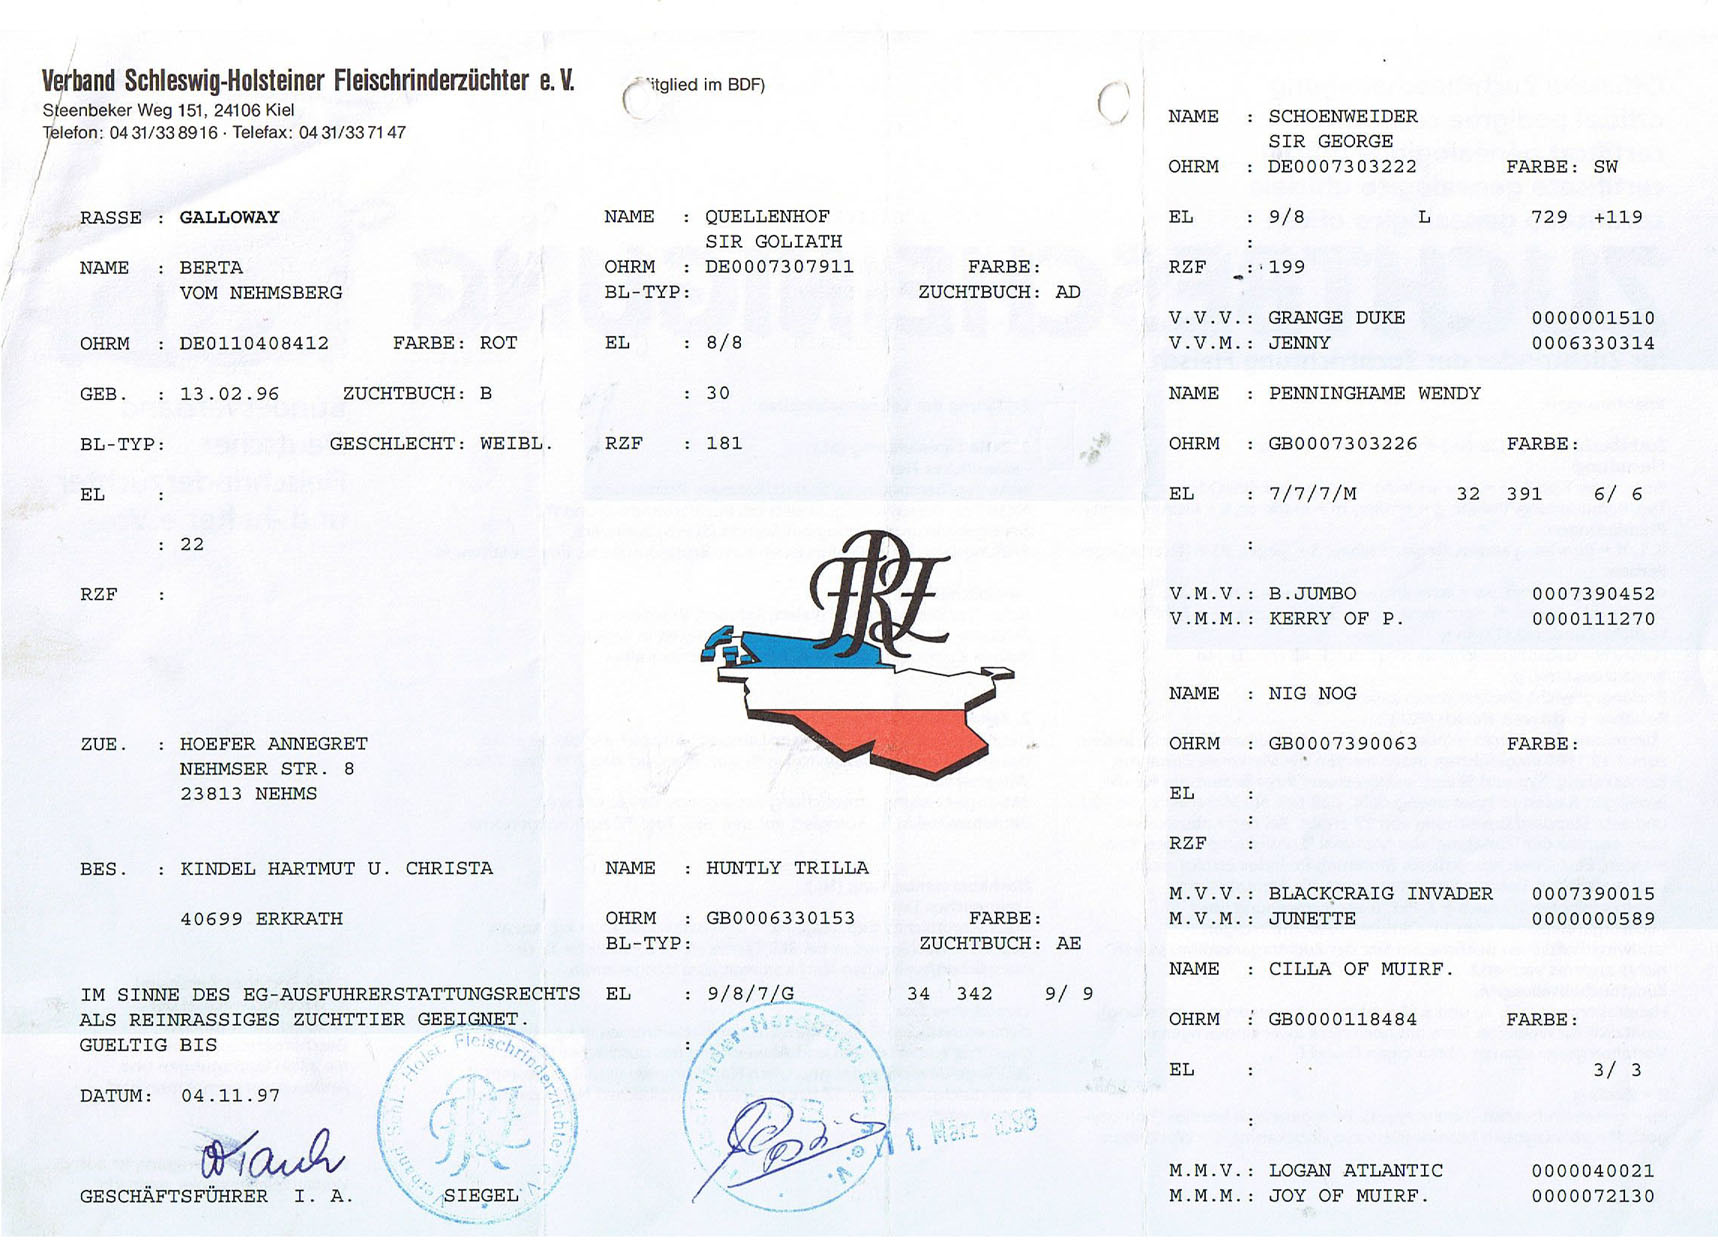 Verband Schleswig-Holsteiner Fleischrinderzüchter e. V.
itglied im BDF)
Steenbeker Weg 151, 24106 Kiel
Telefon: 04 31/33 89 16 · Telefax: 04 31/33 71 47
RASSE : GALLOWAY
NAME : BERTA
VOM NEHMSBERG
OHRM : DE0110408412 FARBE: ROT
GEB. : 13.02.96 ZUCHTBUCH: B
BL-TYP: GESCHLECHT: WEIBL.
EL :
: 22
RZF :
ZUE. : HOEFER ANNEGRET
NEHMSER STR. 8
23813 NEHMS
BES. : KINDEL HARTMUT U. CHRISTA
40699 ERKRATH
IM SINNE DES EG-AUSFUHRERSTATTUNGSRECHTS
ALS REINRASSIGES ZUCHTTIER GEEIGNET.
GUELTIG BIS
DATUM: 04.11.97
GESCHÄFTSFÜHRER I. A. SIEGEL
Verband Schl.-Holst. Fleischrinderzüchter e.V.
NAME : QUELLENHOF
SIR GOLIATH
OHRM : DE0007307911 FARBE:
BL-TYP: ZUCHTBUCH: AD
EL : 8/8
: 30
RZF : 181
FRZ
NAME : HUNTLY TRILLA
OHRM : GB0006330153 FARBE:
BL-TYP: ZUCHTBUCH: AE
EL : 9/8/7/G 34 342 9/ 9
:
März
NAME : SCHOENWEIDER
SIR GEORGE
OHRM : DE0007303222 FARBE: SW
EL : 9/8 L 729 +119
:
RZF : 199
V.V.V.: GRANGE DUKE 0000001510
V.V.M.: JENNY 0006330314
NAME : PENNINGHAME WENDY
OHRM : GB0007303226 FARBE:
EL : 7/7/7/M 32 391 6/ 6
:
V.M.V.: B.JUMBO 0007390452
V.M.M.: KERRY OF P. 0000111270
NAME : NIG NOG
OHRM : GB0007390063 FARBE:
EL :
:
RZF :
M.V.V.: BLACKCRAIG INVADER 0007390015
M.V.M.: JUNETTE 0000000589
NAME : CILLA OF MUIRF.
OHRM : GB0000118484 FARBE:
EL : 3/ 3
:
M.M.V.: LOGAN ATLANTIC 0000040021
M.M.M.: JOY OF MUIRF. 0000072130